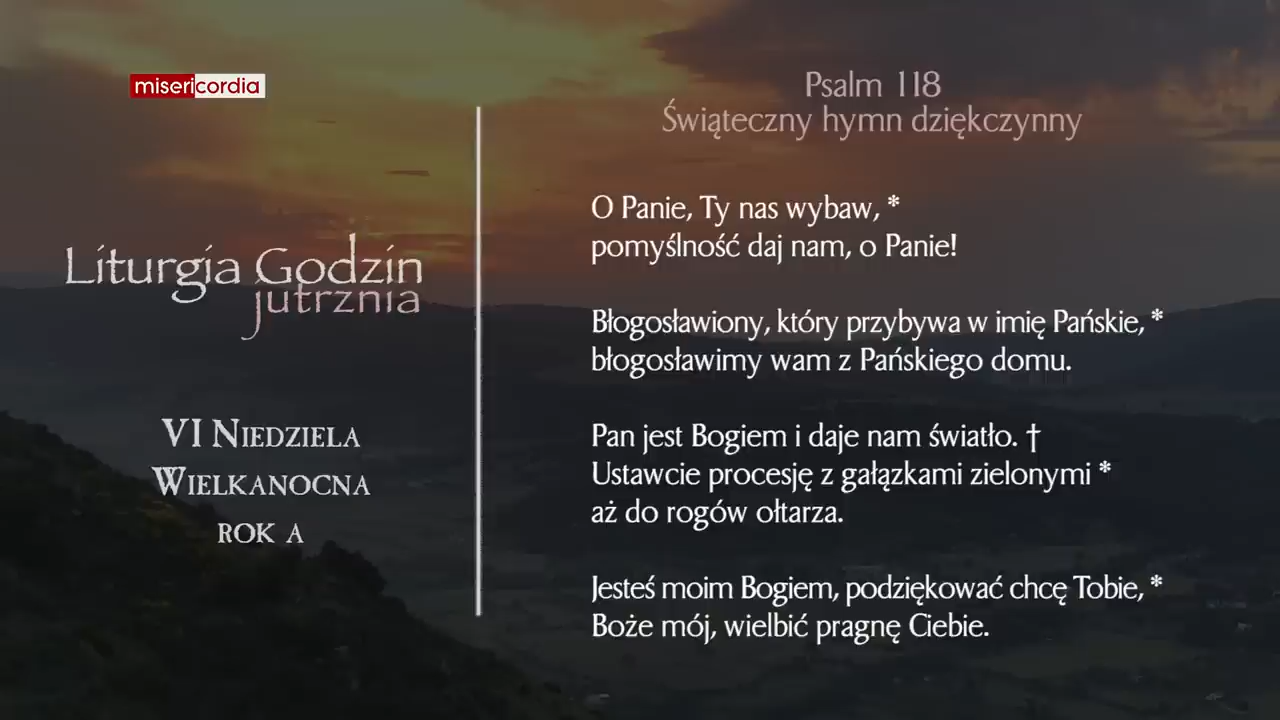 misericordia
Liturgia Godzin
jutrznia
VI Niedziela
Wielkanocna
rok A
Psalm 118
Świąteczny hymn dziękczynny
O Panie, Ty nas wybaw, *
pomyślność daj nam, o Panie!
Błogosławiony, który przybywa w imię Pańskie, *
błogosławimy wam z Pańskiego domu.
Pan jest Bogiem i daje nam światło. †
Ustawcie procesję z gałązkami zielonymi *
aż do rogów ołtarza.
Jesteś moim Bogiem, podziękować chcę Tobie, *
Boże mój, wielbić pragnę Ciebie.